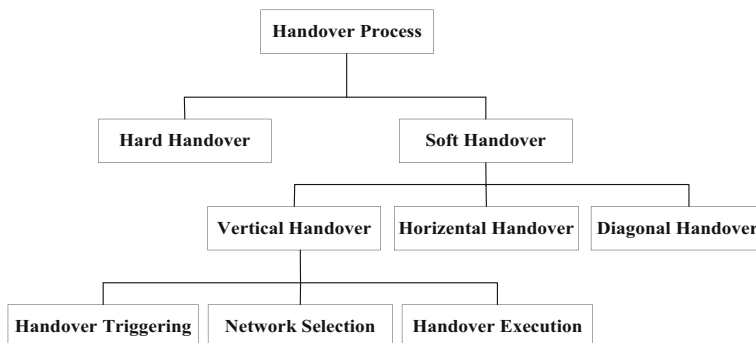 Handover Process
Hard Handover
Soft Handover
Vertical Handover
Horizental Handover
Diagonal Handover
Handover Triggering
Network Selection
Handover Execution